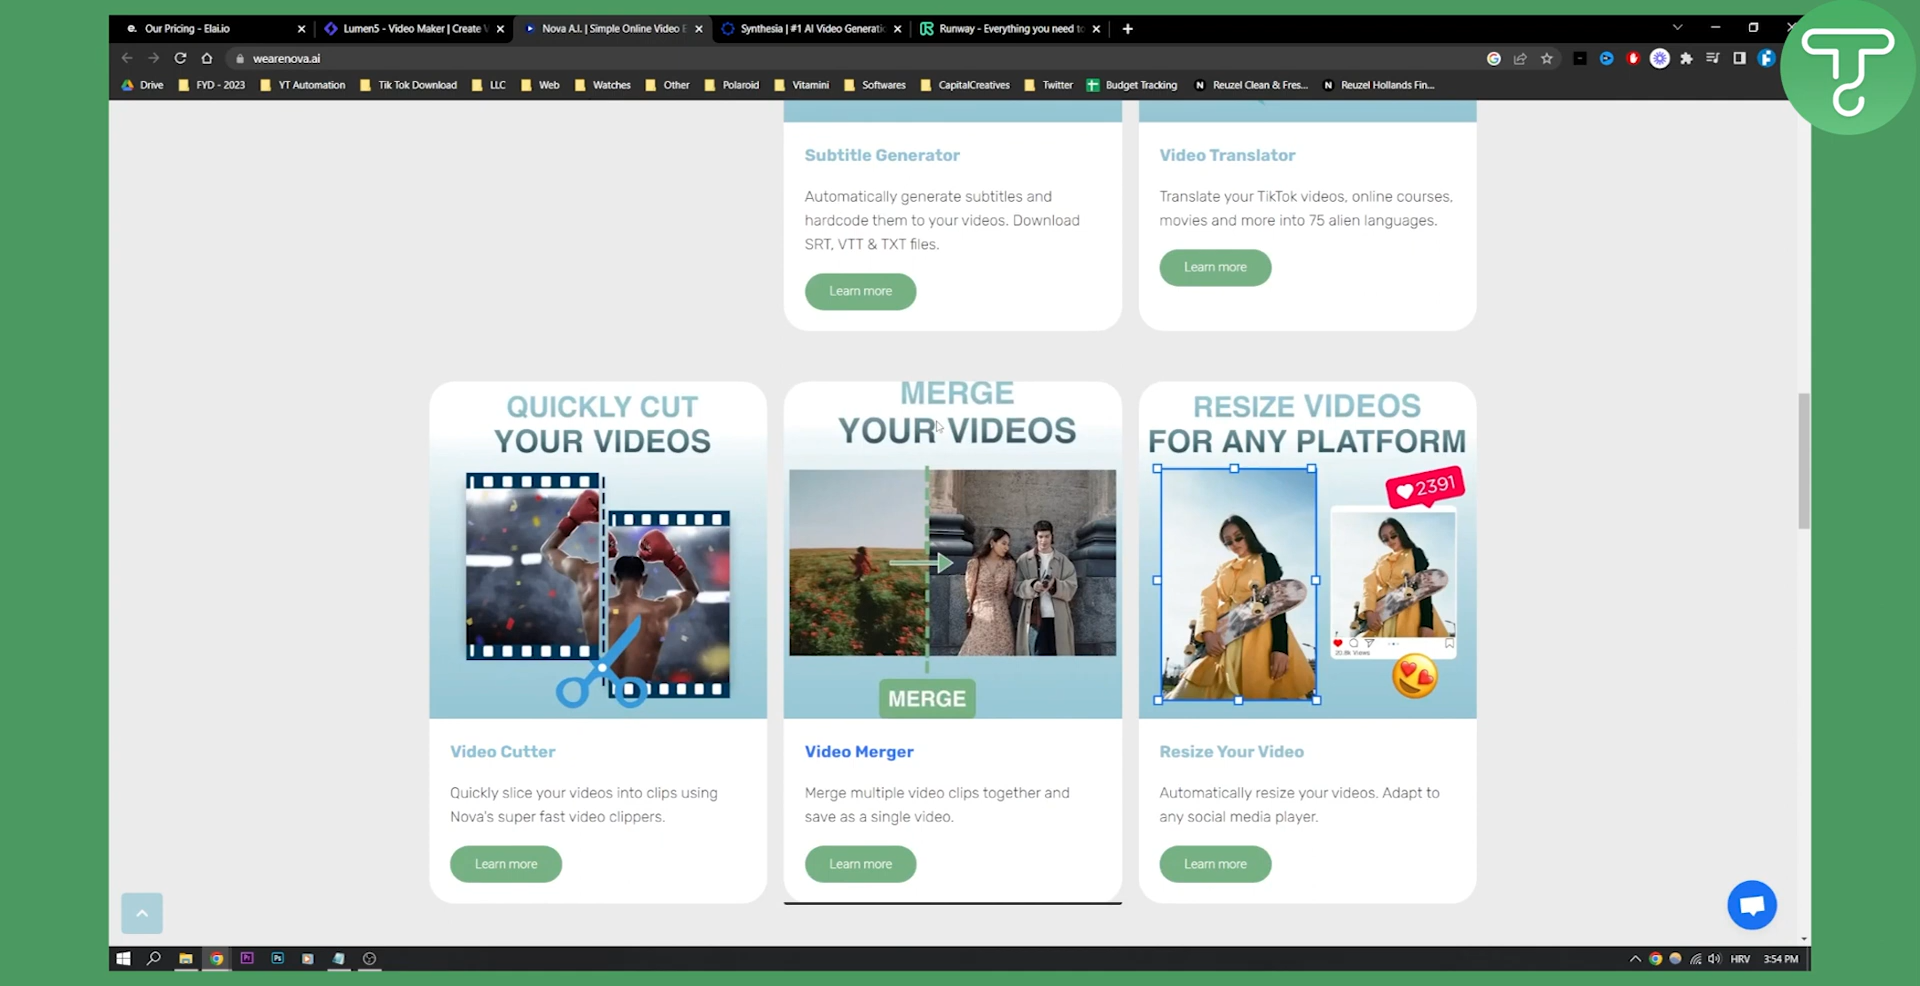 Our Pricing - Elai.io
Lumen5 - Video Maker | Create V
Nova A.I. | Simple Online Video E
Synthesia | #1 AI Video Generatio
Runway - Everything you need to
wearenova.ai
Drive
FYD - 2023
YT Automation
Tik Tok Download
LLC
Web
Watches
Other
Polaroid
Vitamini
Softwares
CapitalCreatives
Twitter
Budget Tracking
Reuzel Clean & Fres...
Reuzel Hollands Fin...
Subtitle Generator
Automatically generate subtitles and
hardcode them to your videos. Download
SRT, VTT & TXT files.
Learn more
Video Translator
Translate your TikTok videos, online courses,
movies and more into 75 alien languages.
Learn more
QUICKLY CUT
YOUR VIDEOS
Video Cutter
Quickly slice your videos into clips using
Nova's super fast video clippers.
Learn more
MERGE
YOUR VIDEOS
MERGE
Video Merger
Merge multiple video clips together and
save as a single video.
Learn more
RESIZE VIDEOS
FOR ANY PLATFORM
2391
20.8k Views
Resize Your Video
Automatically resize your videos. Adapt to
any social media player.
Learn more
Pr
Ps
HRV
3:54 PM